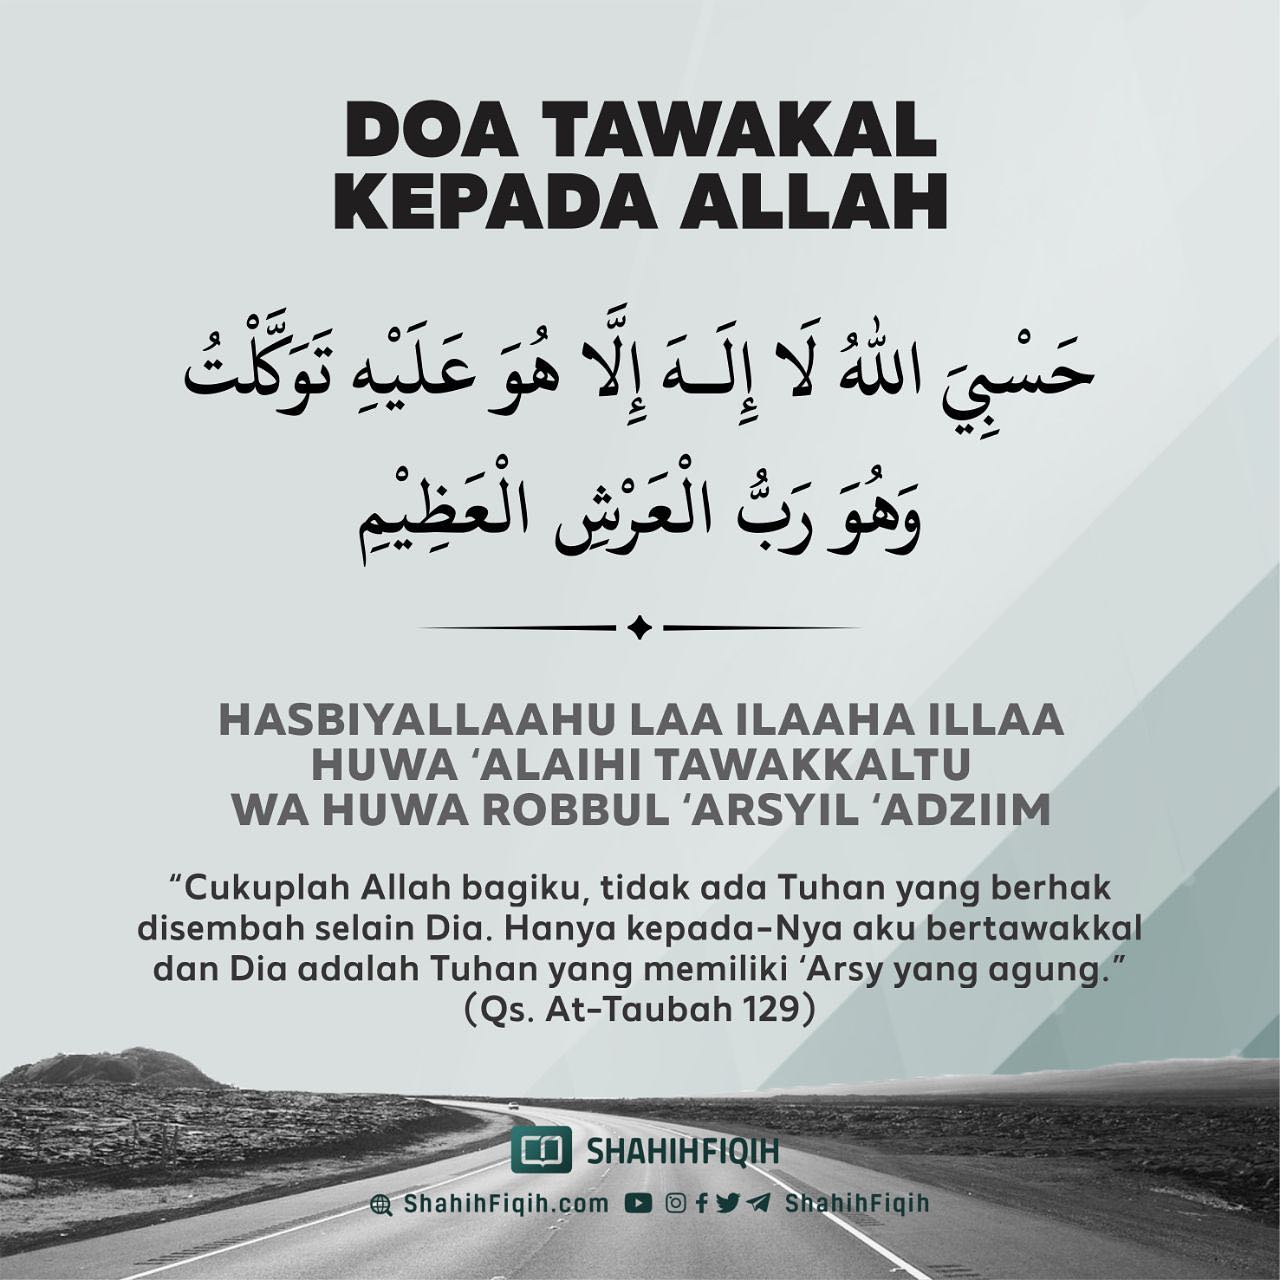 DOA TAWAKAL
KEPADA ALLAH
حَسْبِيَ اللهُ لَا إِلَـهَ إِلَّا هُوَ عَلَيْهِ تَوَكَّلْتُ
وَهُوَ رَبُّ الْعَرْشِ الْعَظِيْمِ
HASBIYALLAAHU LAA ILAAHA ILLAA
HUWA ‘ALAIHI TAWAKKALTU
WA HUWA ROBBUL ‘ARSYIL ‘ADZIIM
“Cukuplah Allah bagiku, tidak ada Tuhan yang berhak
disembah selain Dia. Hanya kepada-Nya aku bertawakkal
dan Dia adalah Tuhan yang memiliki ‘Arsy yang agung.”
(Qs. At-Taubah 129)
SHAHIHFIQIH
ShahihFiqih.com ShahihFiqih